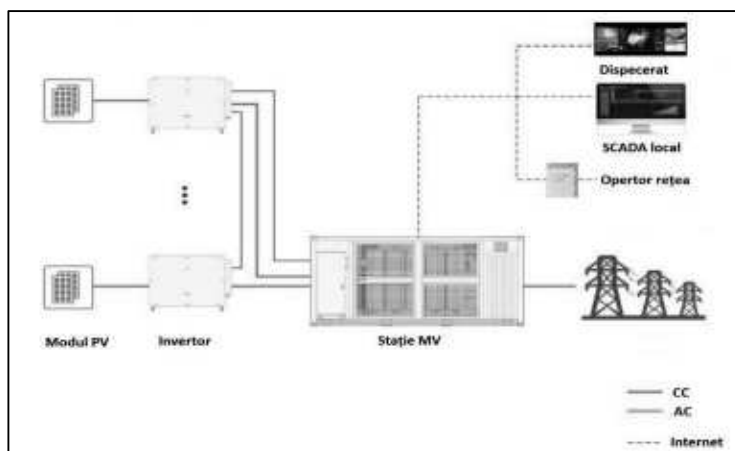 Dispecerat
SCADA local
Opertor rețea
Modul PV
Invertor
Stație MV
CC
AC
Internet